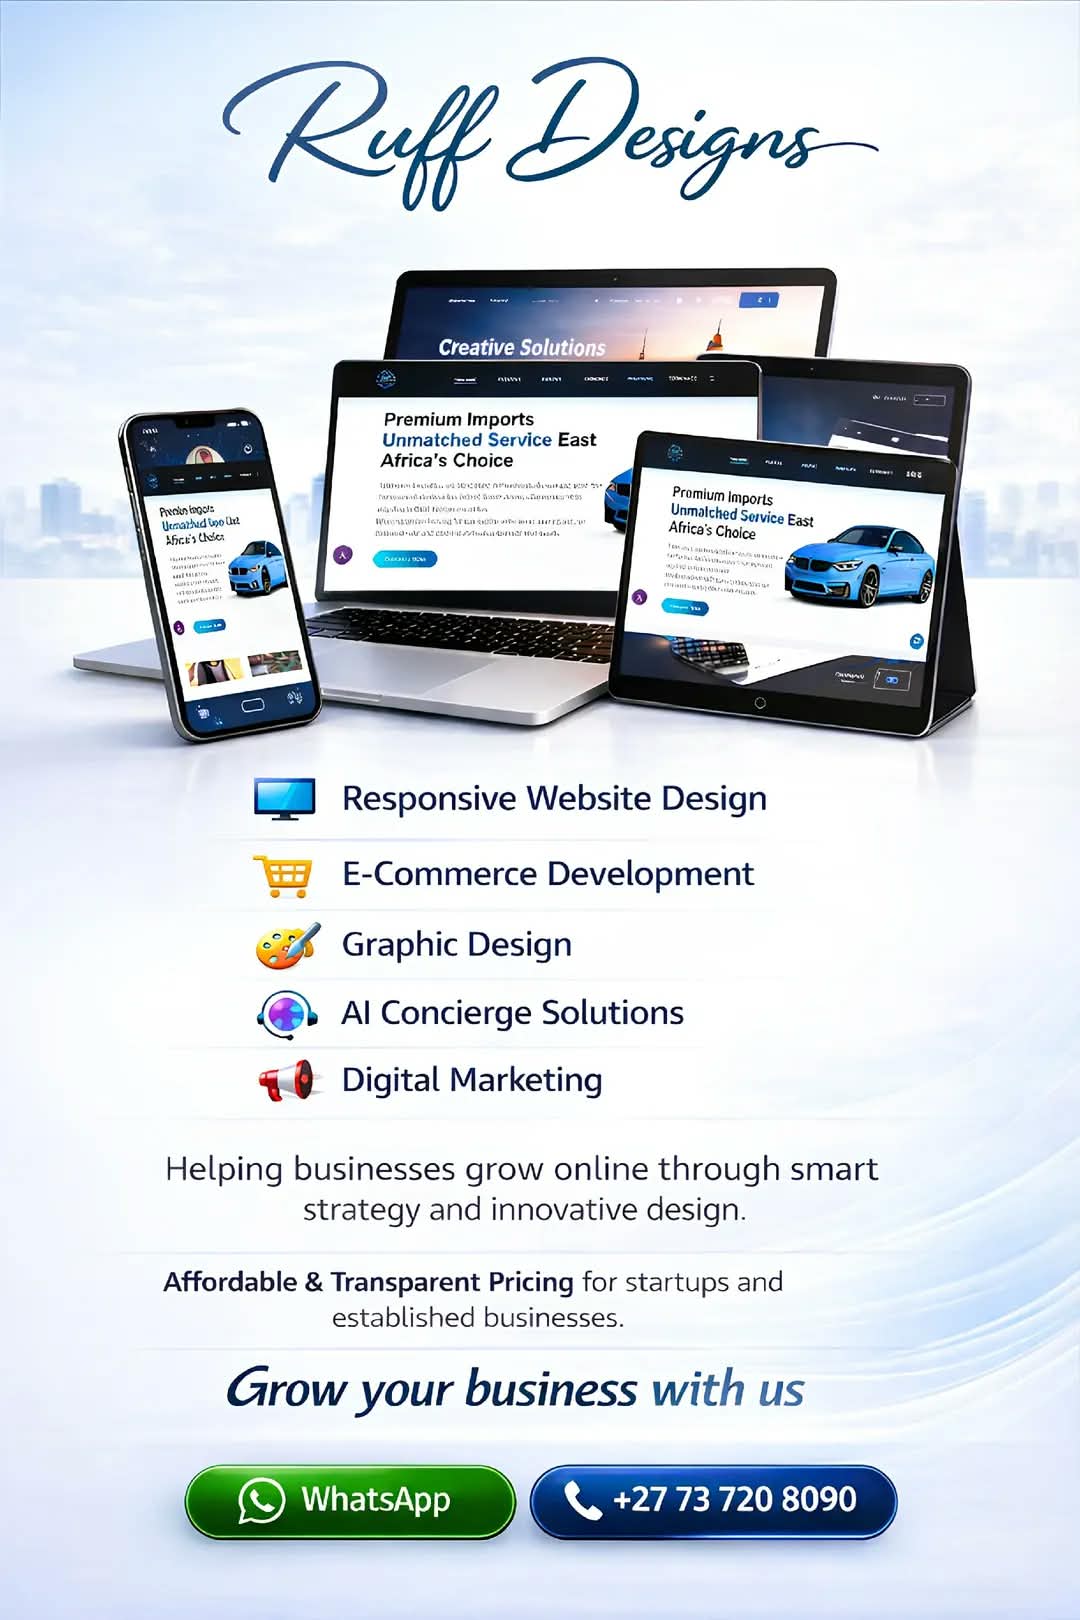 Ruff Designs
Creative Solutions
Premium Imports
Unmatched Service East
Africa's Choice
Premium Imports
Unmatched Service East
Africa's Choice
Africa's Choice
Responsive Website Design
E-Commerce Development
Graphic Design
AI Concierge Solutions
Digital Marketing
Helping businesses grow online through smart
strategy and innovative design.
Affordable & Transparent Pricing for startups and
established businesses.
Grow your business with us
WhatsApp
+27 73 720 8090